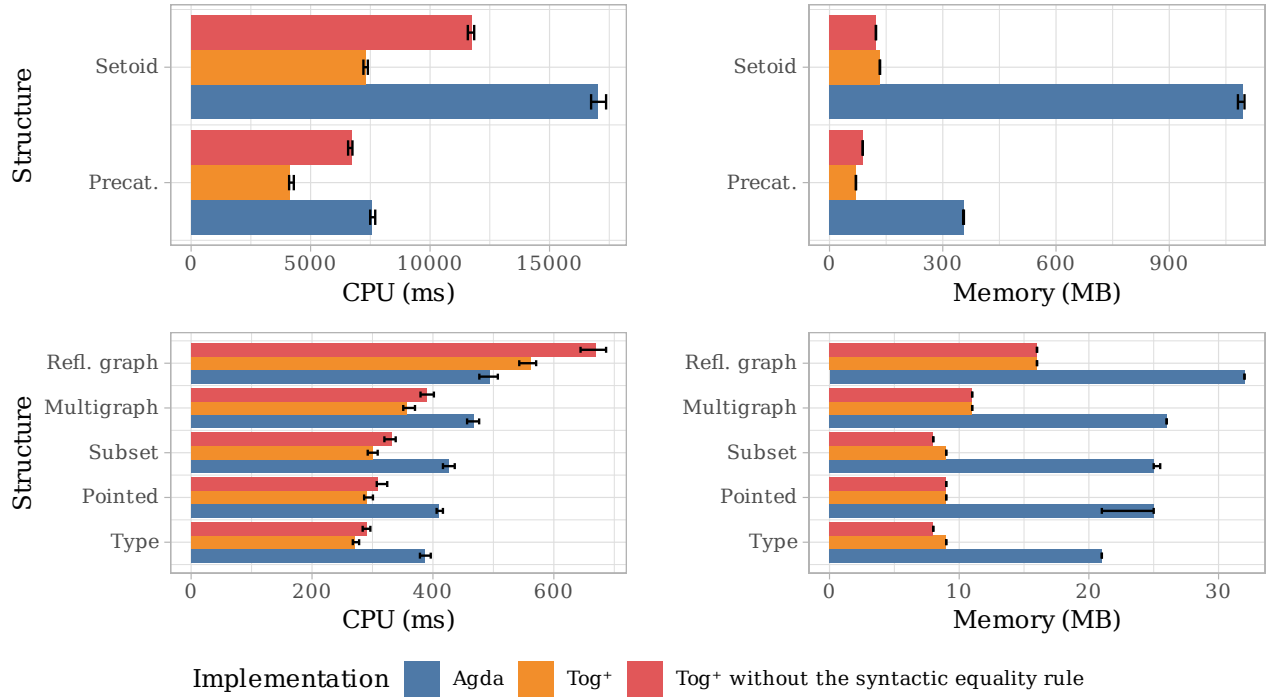 Structure
Setoid
Precat.
0 5000 10000 15000
CPU (ms)
Setoid
Precat.
0 300 600 900
Memory (MB)
Structure
Refl. graph
Multigraph
Subset
Pointed
Type
0 200 400 600
CPU (ms)
Refl. graph
Multigraph
Subset
Pointed
Type
0 10 20 30
Memory (MB)
Implementation Agda Tog⁺ Tog⁺ without the syntactic equality rule